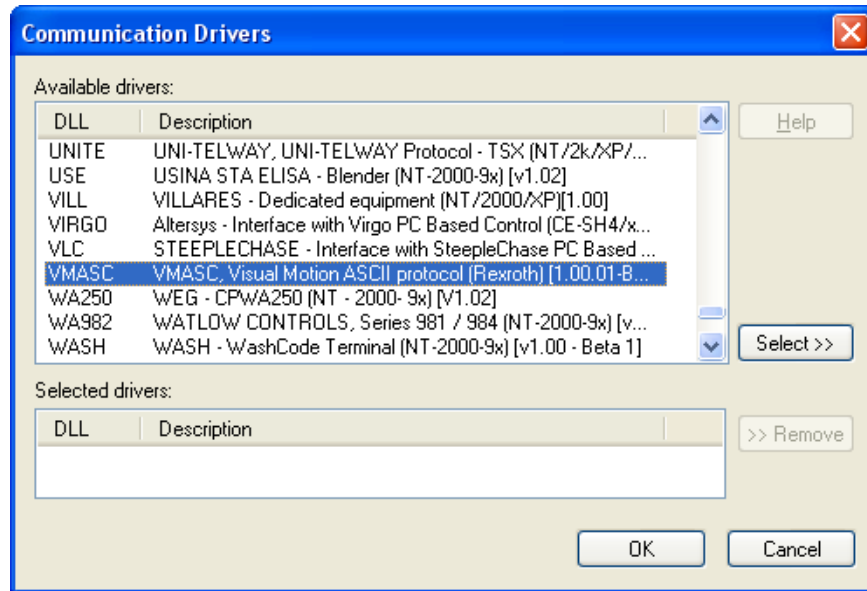 Communication Drivers
Available drivers:
DLL Description
Help
UNITE UNI-TELWAY, UNI-TELWAY Protocol - TSX (NT/2k/XP/...
USE USINA STA ELISA - Blender (NT-2000-9x) [v1.02]
VILL VILLARES - Dedicated equipment (NT/2000/XP)[1.00]
VIRGO Altersys - Interface with Virgo PC Based Control (CE-SH4/x...
VLC STEEPLECHASE - Interface with SteepleChase PC Based ...
VMASC VMASC, Visual Motion ASCII protocol (Rexroth) [1.00.01-B...
WA250 WEG - CPWA250 (NT - 2000- 9x) [V1.02]
WA982 WATLOW CONTROLS, Series 981 / 984 (NT-2000-9x) [v...
WASH WASH - WashCode Terminal (NT-2000-9x) [v1.00 - Beta 1]
Select >>
Selected drivers:
DLL Description
>> Remove
OK Cancel